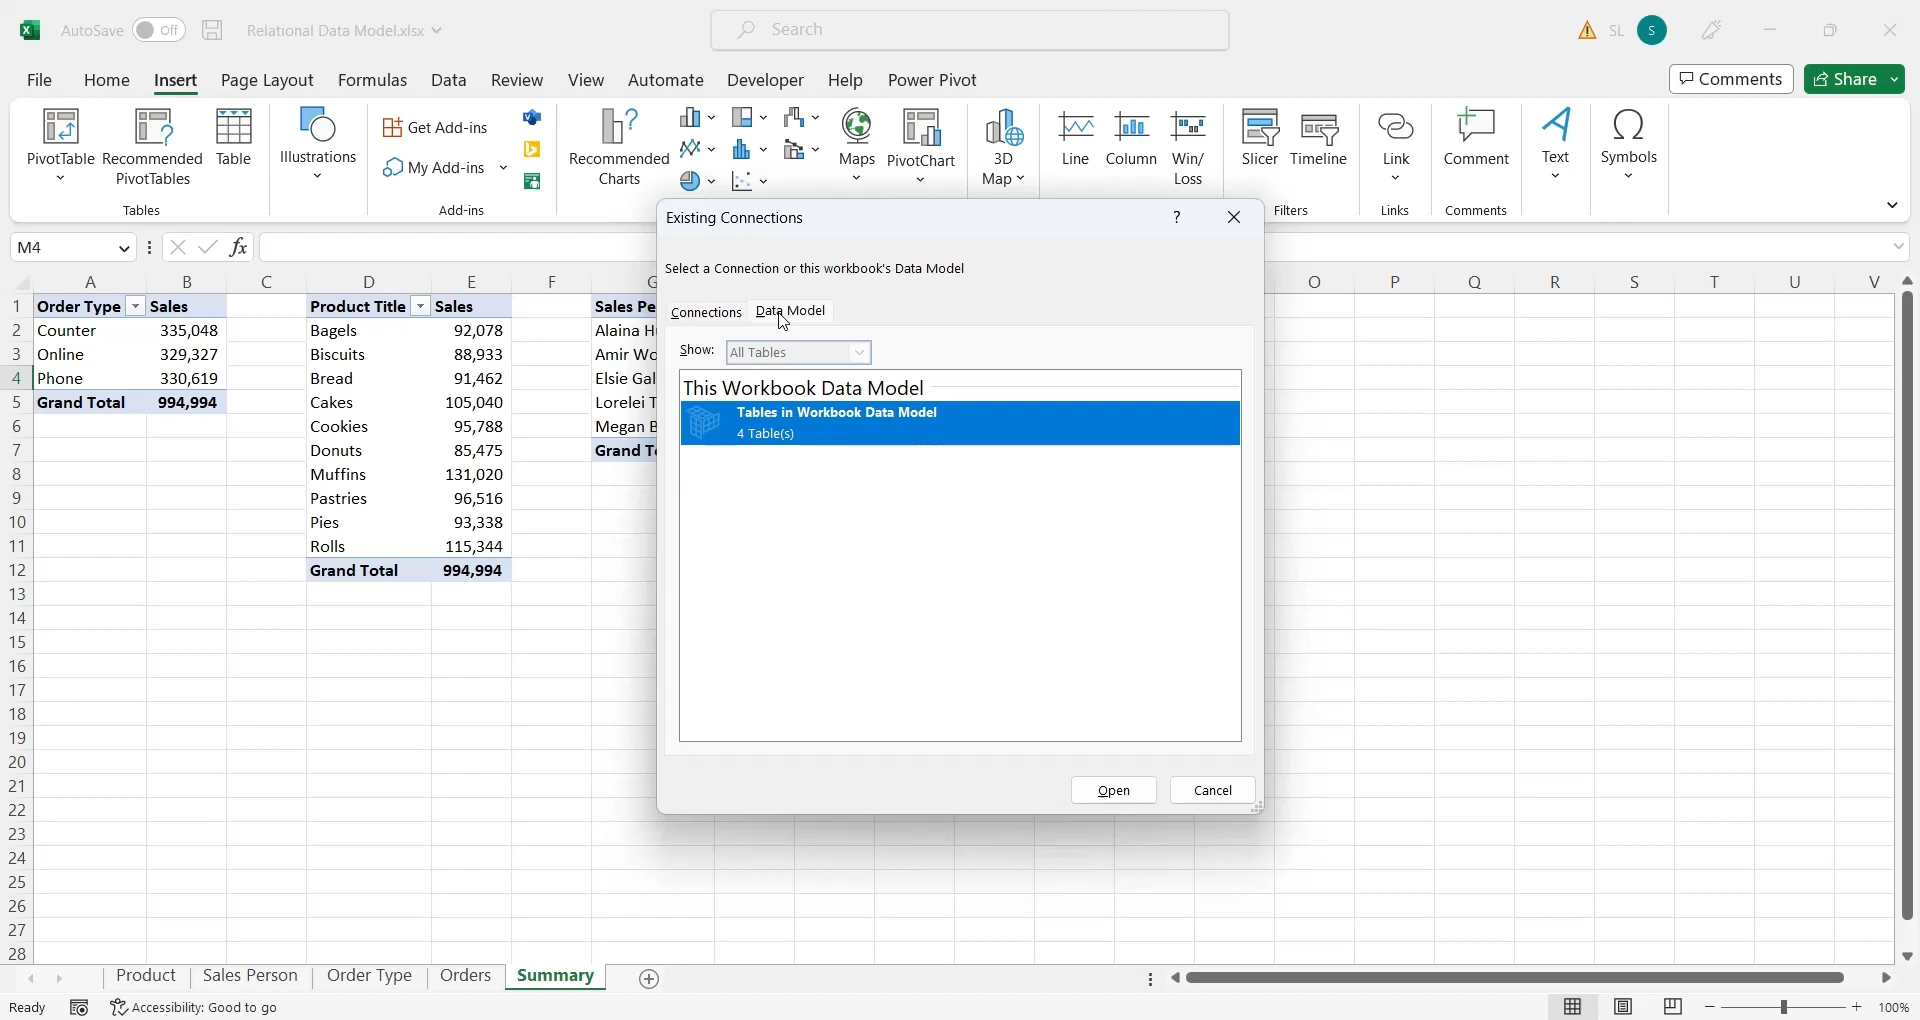 AutoSave Off Relational Data Model.xlsx Search SL S
File Home Insert Page Layout Formulas Data Review View Automate Developer Help Power Pivot Comments Share
PivotTable Recommended PivotTables Table
Tables
Illustrations
Get Add-ins
My Add-ins
Add-ins
Recommended Charts
Maps PivotChart
3D Map
Line Column Win/Loss
Slicer Timeline
Filters
Link
Links
Comment
Comments
Text
Symbols
M4 fx
A B C D E F G O P Q R S T U V
1 Order Type Sales Product Title Sales Sales Pe
2 Counter 335,048 Bagels 92,078 Alaina H
3 Online 329,327 Biscuits 88,933 Amir Wo
4 Phone 330,619 Bread 91,462 Elsie Gal
5 Grand Total 994,994 Cakes 105,040 Lorelei T
6 Cookies 95,788 Megan B
7 Donuts 85,475 Grand To
8 Muffins 131,020
9 Pastries 96,516
10 Pies 93,338
11 Rolls 115,344
12 Grand Total 994,994
13
14
15
16
17
18
19
20
21
22
23
24
25
26
27
28
Existing Connections ?
Select a Connection or this workbook's Data Model
Connections Data Model
Show: All Tables
This Workbook Data Model
Tables in Workbook Data Model
4 Table(s)
Open Cancel
Product Sales Person Order Type Orders Summary
Ready Accessibility: Good to go 100%